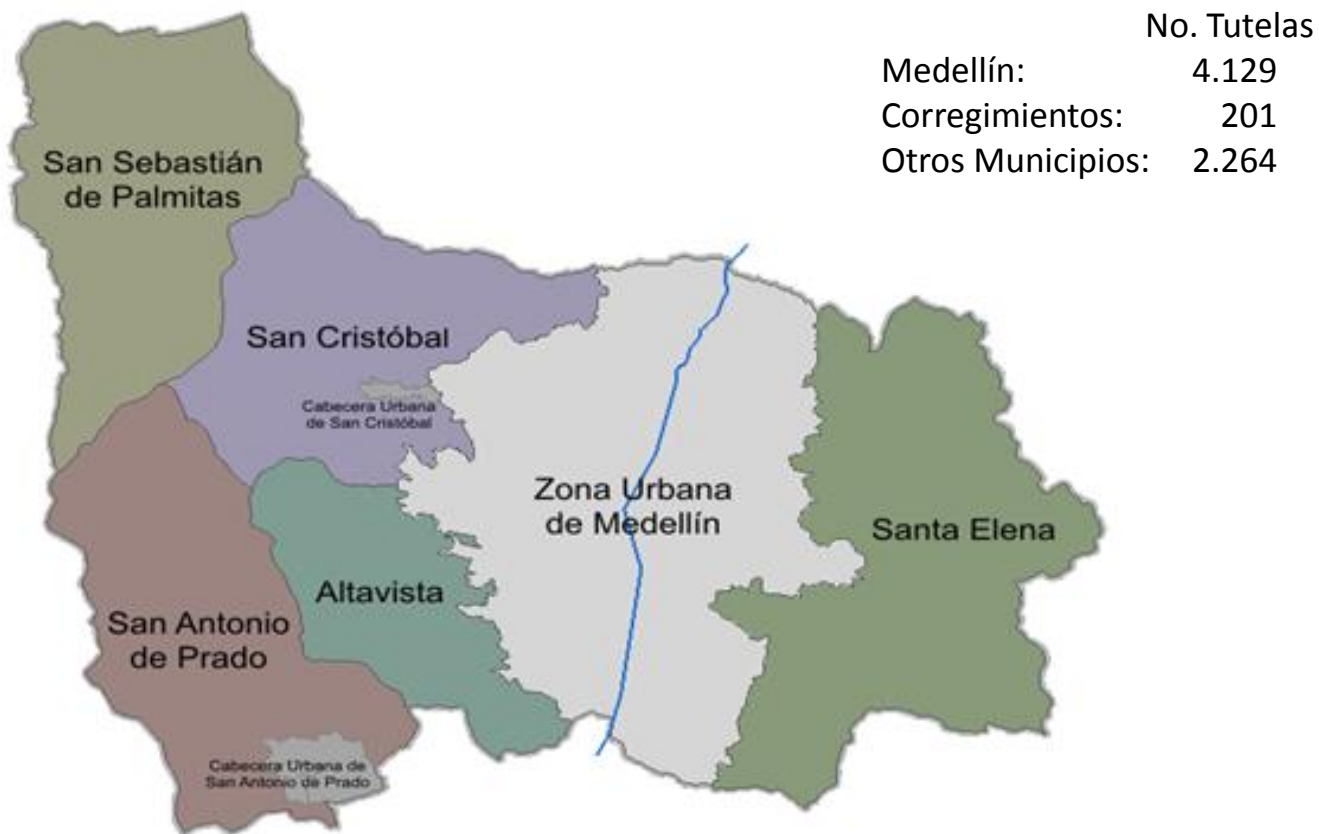 No. Tutelas
Medellín: 4.129
Corregimientos: 201
Otros Municipios: 2.264
San Sebastián
de Palmitas
San Cristóbal
Cabecera Urbana
de San Cristóbal
Zona Urbana
de Medellín
Santa Elena
Altavista
San Antonio
de Prado
Cabecera Urbana de
San Antonio de Prado